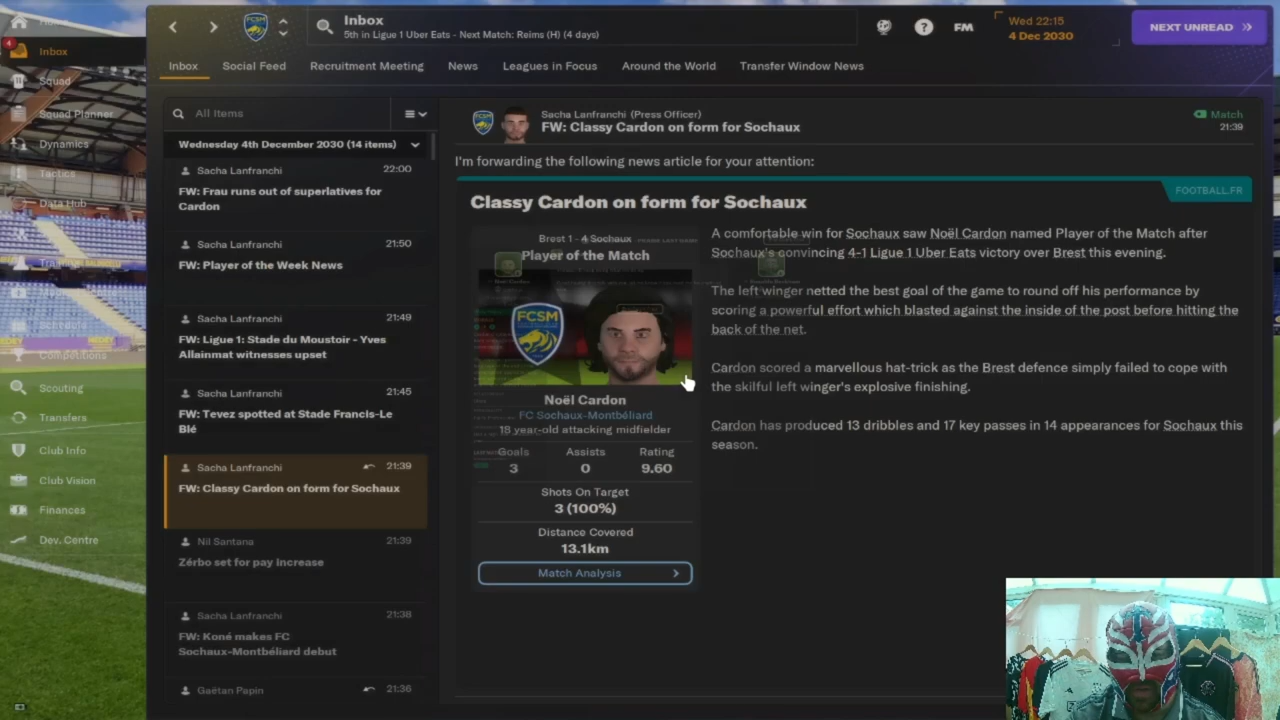 Home
4
Inbox
Squad
Squad Planner
Dynamics
Tactics
Data Hub
Schedule
Competitions
Scouting
Transfers
Club Info
Club Vision
Finances
Dev. Centre
FCSM
Inbox
5th in Ligue 1 Uber Eats - Next Match: Reims (H) (4 days)
?
FM
Wed 22:15
4 Dec 2030
NEXT UNREAD
Inbox
Social Feed
Recruitment Meeting
News
Leagues in Focus
Around the World
Transfer Window News
All Items
Wednesday 4th December 2030 (14 items)
Sacha Lanfranchi
22:00
FW: Frau runs out of superlatives for
Cardon
Sacha Lanfranchi
21:50
FW: Player of the Week News
Sacha Lanfranchi
21:49
FW: Ligue 1: Stade du Moustoir - Yves
Allainmat witnesses upset
Sacha Lanfranchi
21:45
FW: Tevez spotted at Stade Francis-Le
Blé
Sacha Lanfranchi
21:39
FW: Classy Cardon on form for Sochaux
Nil Santana
21:39
Zérbo set for pay increase
Sacha Lanfranchi
21:38
FW: Koné makes FC
Sochaux-Montbéliard debut
Gaëtan Papin
21:36
Sacha Lanfranchi (Press Officer)
FW: Classy Cardon on form for Sochaux
Match
21:39
I'm forwarding the following news article for your attention:
FOOTBALL.FR
Classy Cardon on form for Sochaux
Brest 1 - 4 Sochaux
Player of the Match
FCSM
Noël Cardon
FC Sochaux-Montbéliard
18 year-old attacking midfielder
Goals
Assists
Rating
3
0
9.60
Shots On Target
3 (100%)
Distance Covered
13.1km
Match Analysis
A comfortable win for Sochaux saw Noël Cardon named Player of the Match after
Sochaux's convincing 4-1 Ligue 1 Uber Eats victory over Brest this evening.
The left winger netted the best goal of the game to round off his performance by
scoring a powerful effort which blasted against the inside of the post before hitting the
back of the net.
Cardon scored a marvellous hat-trick as the Brest defence simply failed to cope with
the skilful left winger's explosive finishing.
Cardon has produced 13 dribbles and 17 key passes in 14 appearances for Sochaux this
season.